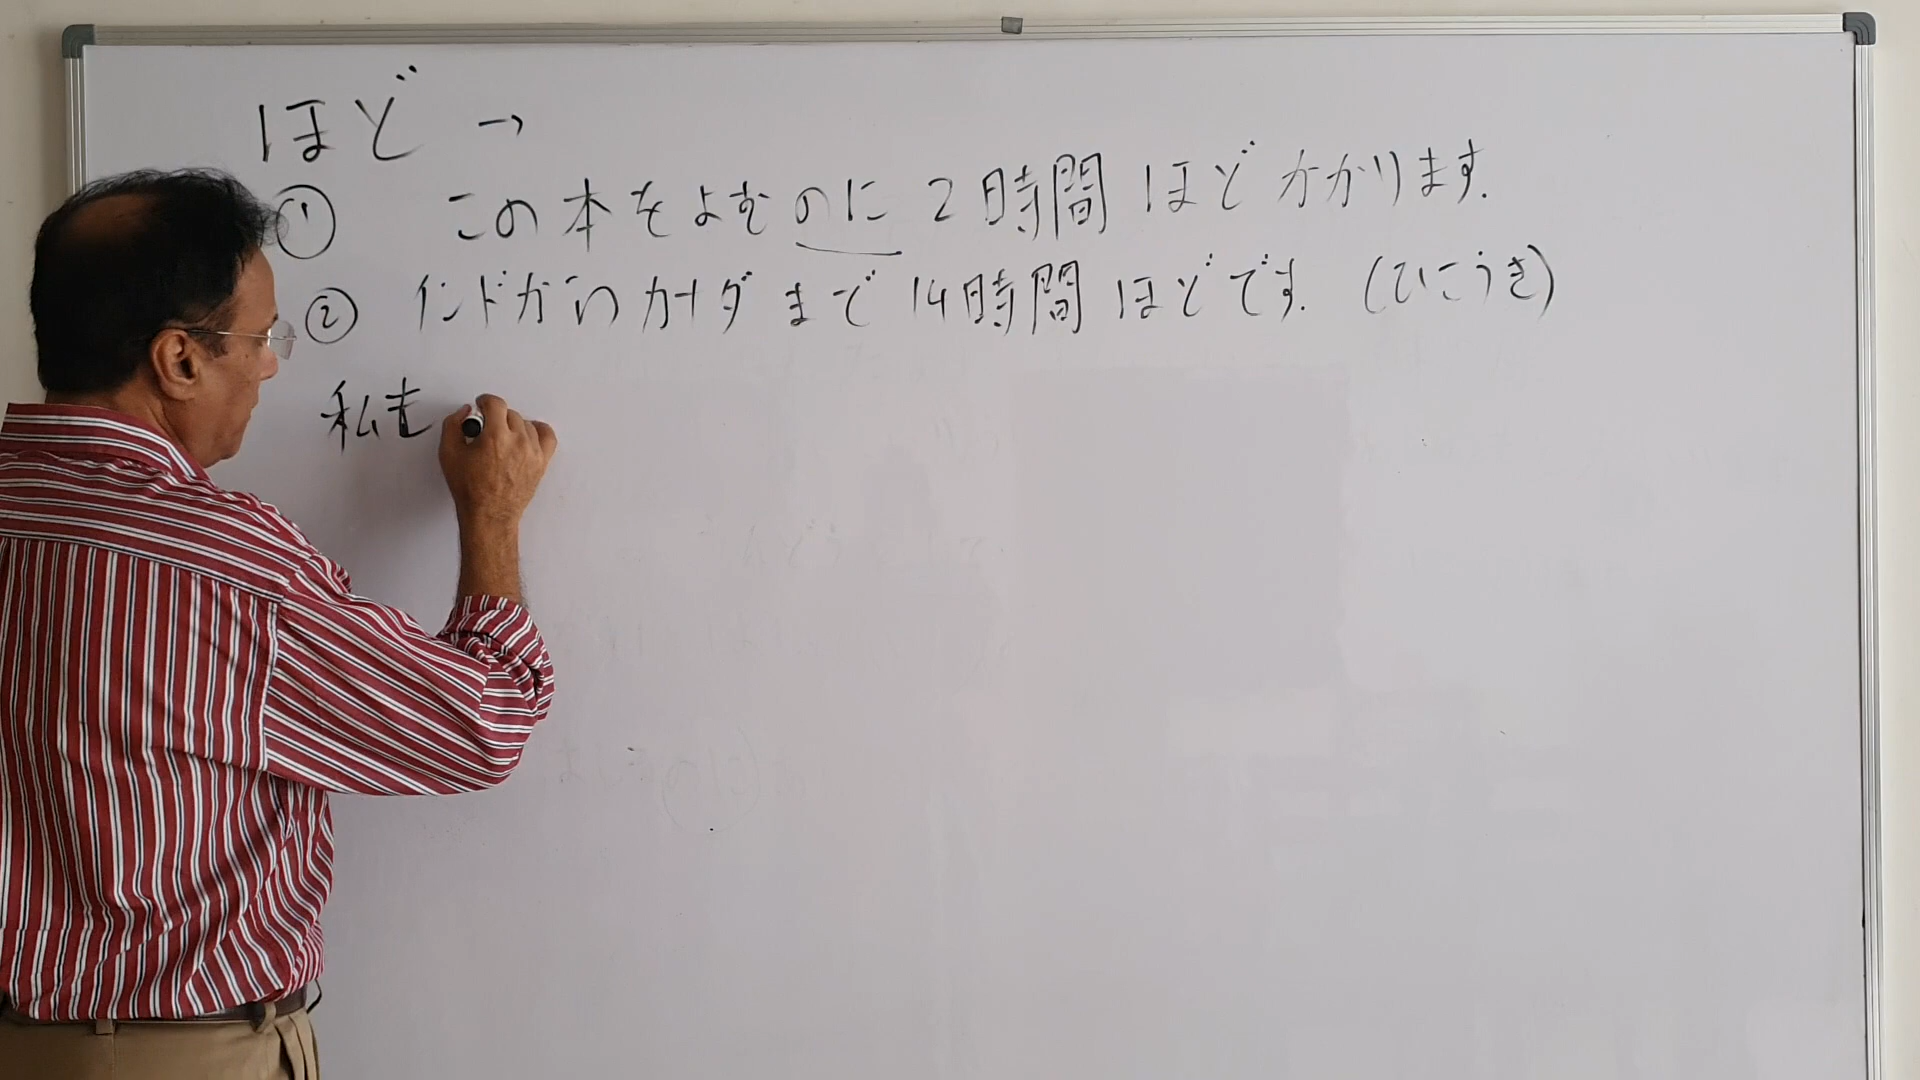 ほど →
① この本をよむのに 2時間ほどかかります.
② インドから カナダまで 14時間ほどです. (ひこうき)
私も